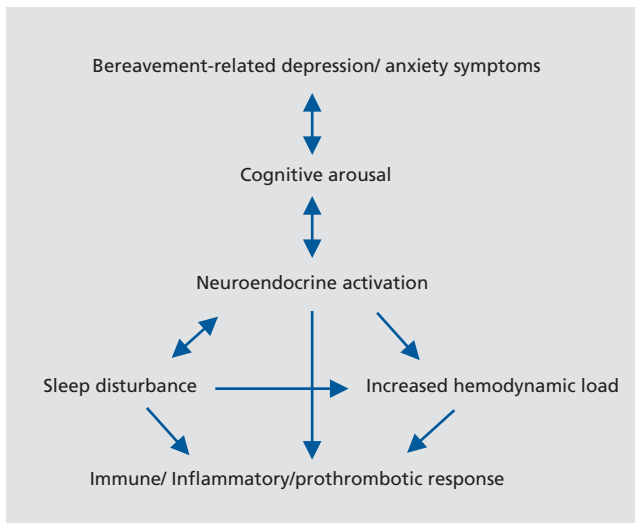 Bereavement-related depression/ anxiety symptoms
Cognitive arousal
Neuroendocrine activation
Sleep disturbance
Increased hemodynamic load
Immune/ Inflammatory/prothrombotic response